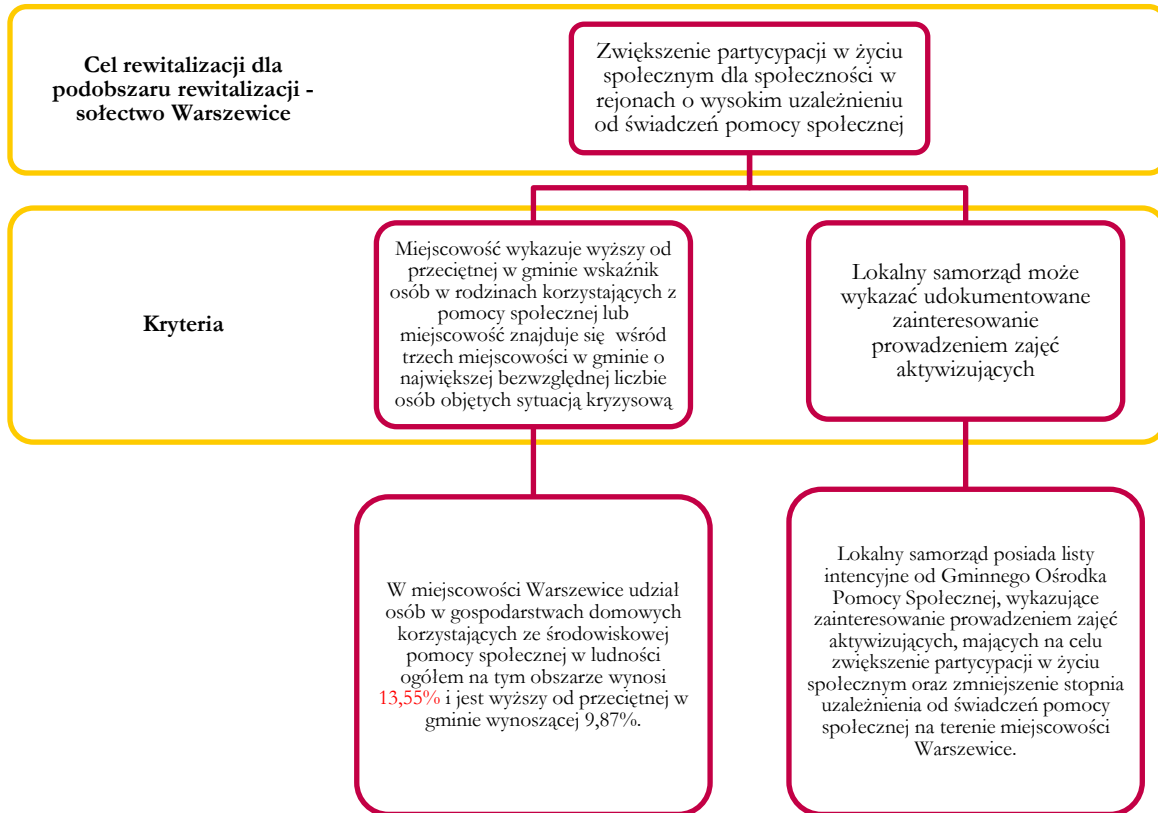 Cel rewitalizacji dla
podobszaru rewitalizacji -
sołectwo Warszewice
Zwiększenie partycypacji w życiu
społecznym dla społeczności w
rejonach o wysokim uzależnieniu
od świadczeń pomocy społecznej
Kryteria
Miejscowość wykazuje wyższy od
przeciętnej w gminie wskaźnik
osób w rodzinach korzystających z
pomocy społecznej lub
miejscowość znajduje się wśród
trzech miejscowości w gminie o
największej bezwzględnej liczbie
osób objętych sytuacją kryzysową
Lokalny samorząd może
wykazać udokumentowane
zainteresowanie
prowadzeniem zajęć
aktywizujących
W miejscowości Warszewice udział
osób w gospodarstwach domowych
korzystających ze środowiskowej
pomocy społecznej w ludności
ogółem na tym obszarze wynosi
13,55% i jest wyższy od przeciętnej w
gminie wynoszącej 9,87%.
Lokalny samorząd posiada listy
intencyjne od Gminnego Ośrodka
Pomocy Społecznej, wykazujące
zainteresowanie prowadzeniem zajęć
aktywizujących, mających na celu
zwiększenie partycypacji w życiu
społecznym oraz zmniejszenie stopnia
uzależnienia od świadczeń pomocy
społecznej na terenie miejscowości
Warszewice.